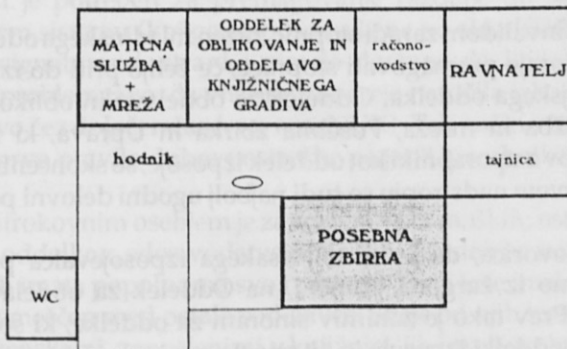 MATIČNA
SLUŽBA
+
MREŽA
ODDELEK ZA
OBLIKOVANJE IN
OBDELAVO
KNJIŽNIČNEGA
GRADIVA
računo-
vodstvo
RAVNATELJ
hodnik
tajnica
POSEBNA
ZBIRKA
WC